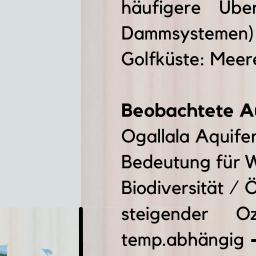 häufigere Über
Dammsystemen)
Golfküste: Meere
Beobachtete Au
Ogallala Aquifer
Bedeutung für W
Biodiversität / Ö
steigender Oz
temp.abhängig -